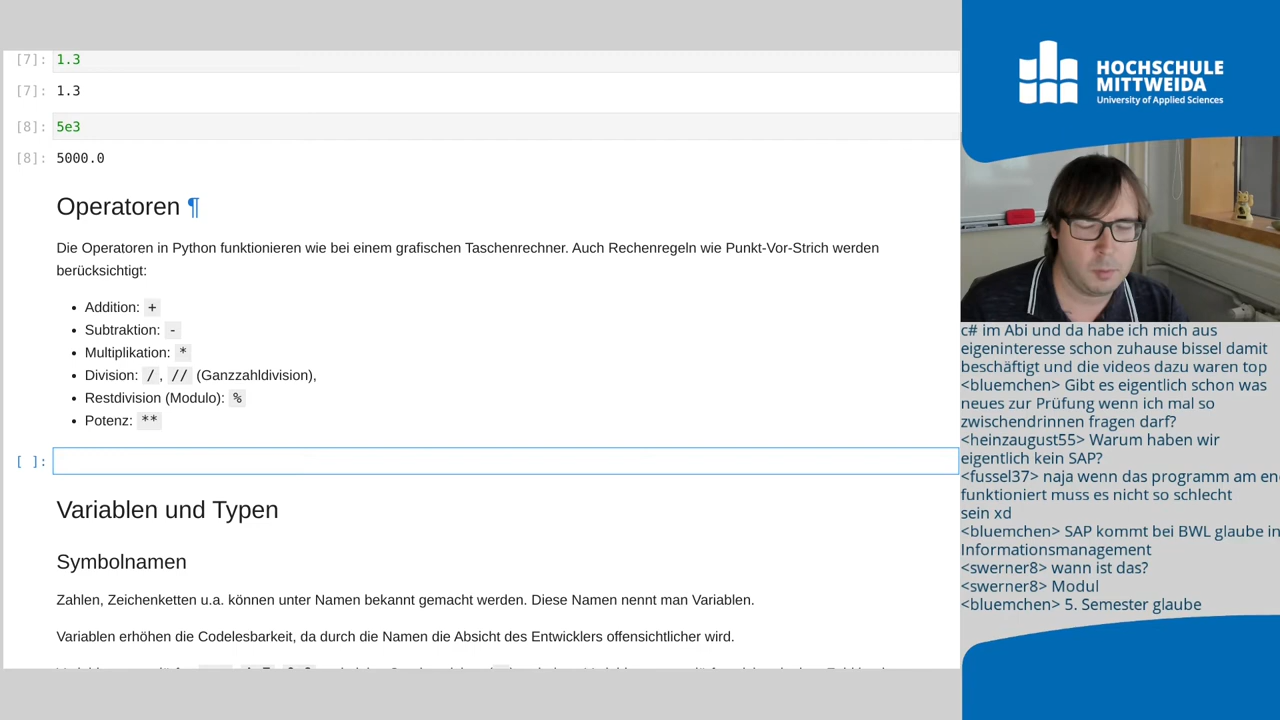 [7]: 1.3
[7]: 1.3
[8]: 5e3
[8]: 5000.0
Operatoren ¶
Die Operatoren in Python funktionieren wie bei einem grafischen Taschenrechner. Auch Rechenregeln wie Punkt-Vor-Strich werden
berücksichtigt:
• Addition: +
• Subtraktion: -
• Multiplikation: *
• Division: /, // (Ganzzahldivision),
• Restdivision (Modulo): %
• Potenz: **
[ ]:
Variablen und Typen
Symbolnamen
Zahlen, Zeichenketten u.a. können unter Namen bekannt gemacht werden. Diese Namen nennt man Variablen.
Variablen erhöhen die Codelesbarkeit, da durch die Namen die Absicht des Entwicklers offensichtlicher wird.
HOCHSCHULE
MITTWEIDA
University of Applied Sciences
c# im Abi und da habe ich mich aus
eigeninteresse schon zuhause bissel damit
beschäftigt und die videos dazu waren top
<bluemchen> Gibt es eigentlich schon was
neues zur Prüfung wenn ich mal so
zwischendrinnen fragen darf?
<heinzaugust55> Warum haben wir
eigentlich kein SAP?
<fussel37> naja wenn das programm am en
funktioniert muss es nicht so schlecht
sein xd
<bluemchen> SAP kommt bei BWL glaube in
Informationsmanagement
<swerner8> wann ist das?
<swerner8> Modul
<bluemchen> 5. Semester glaube